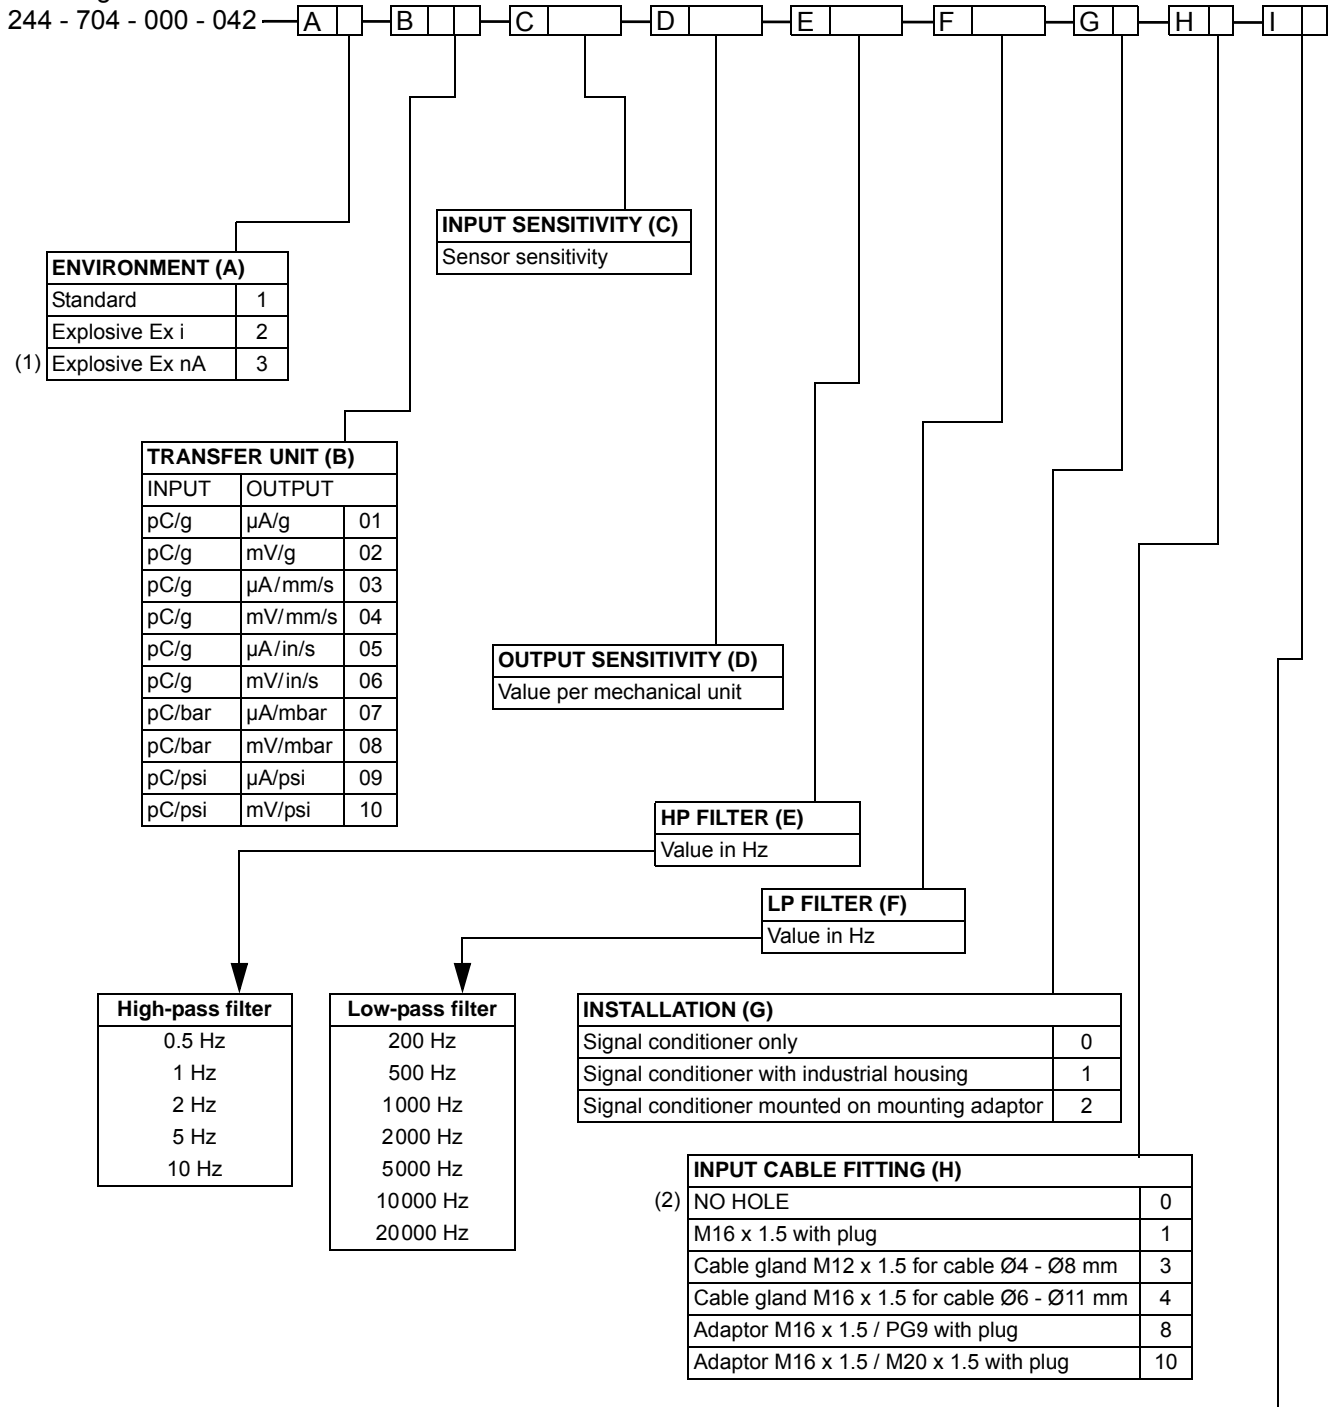 244 - 704 - 000 - 042 A B C D E F G H I
INPUT SENSITIVITY (C)
Sensor sensitivity
ENVIRONMENT (A)
Standard 1
Explosive Ex i 2
(1) Explosive Ex nA 3
TRANSFER UNIT (B)
INPUT OUTPUT
pC/g µA/g 01
pC/g mV/g 02
pC/g µA/mm/s 03
pC/g mV/mm/s 04
pC/g µA/in/s 05
pC/g mV/in/s 06
pC/bar µA/mbar 07
pC/bar mV/mbar 08
pC/psi µA/psi 09
pC/psi mV/psi 10
OUTPUT SENSITIVITY (D)
Value per mechanical unit
HP FILTER (E)
Value in Hz
LP FILTER (F)
Value in Hz
High-pass filter
0.5 Hz
1 Hz
2 Hz
5 Hz
10 Hz
Low-pass filter
200 Hz
500 Hz
1000 Hz
2000 Hz
5000 Hz
10000 Hz
20000 Hz
INSTALLATION (G)
Signal conditioner only 0
Signal conditioner with industrial housing 1
Signal conditioner mounted on mounting adaptor 2
INPUT CABLE FITTING (H)
(2) NO HOLE 0
M16 x 1.5 with plug 1
Cable gland M12 x 1.5 for cable Ø4 - Ø8 mm 3
Cable gland M16 x 1.5 for cable Ø6 - Ø11 mm 4
Adaptor M16 x 1.5 / PG9 with plug 8
Adaptor M16 x 1.5 / M20 x 1.5 with plug 10